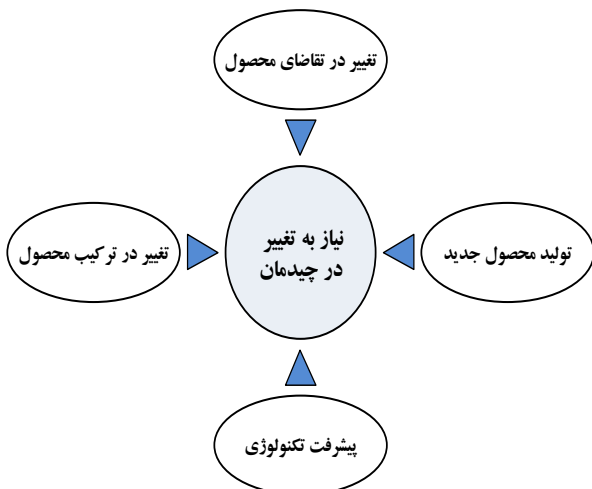 تغییر در تقاضای محصول
نیاز به تغییر
در چیدمان
تولید محصول جدید
تغییر در ترکیب محصول
پیشرفت تکنولوژی